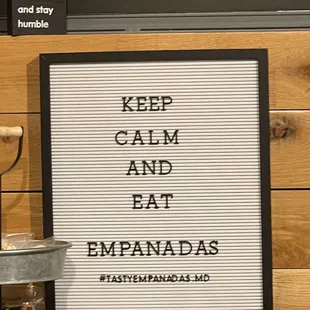 and stay
humble
KEEP
CALM
AND
EAT
EMPANADAS
#TASTYEMPANADAS.MD